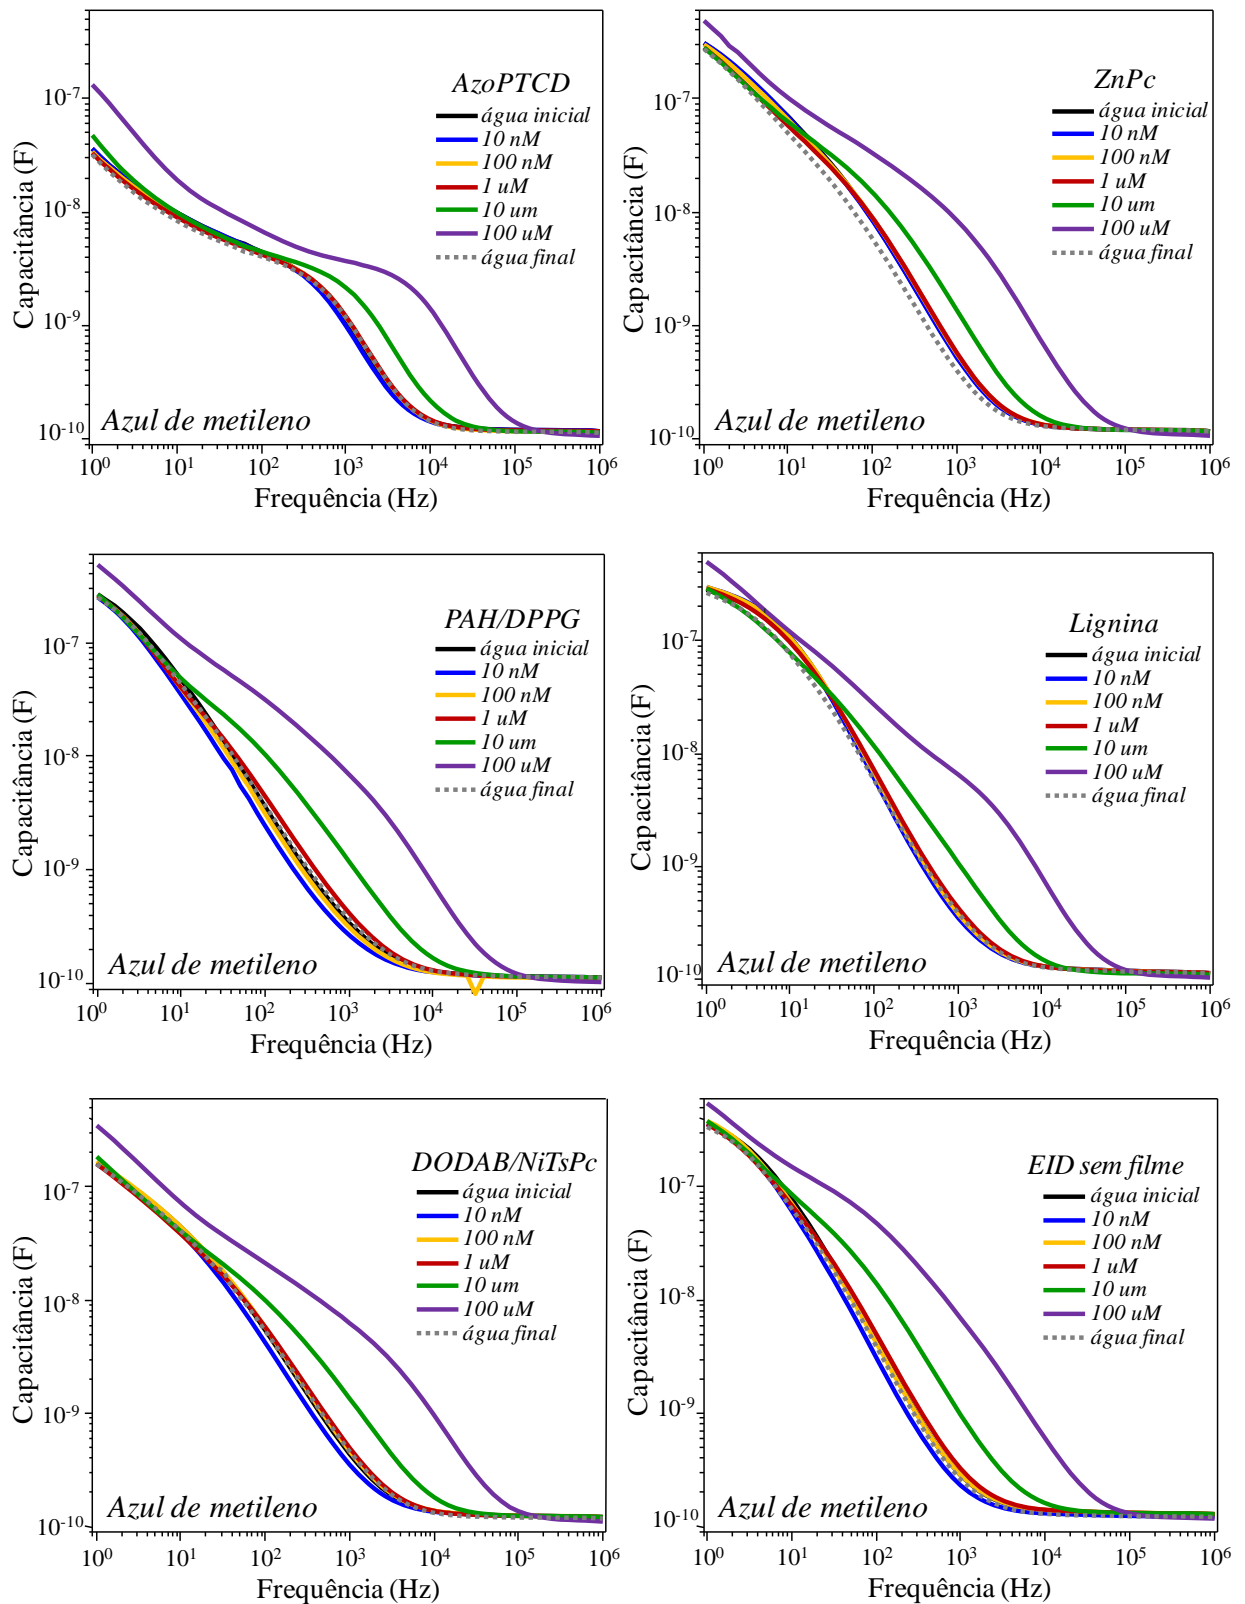 AzoPTCD
água inicial
10 nM
100 nM
1 uM
10 um
100 uM
água final
Capacitância (F)
10⁻⁷
10⁻⁸
10⁻⁹
10⁻¹⁰
Azul de metileno
10⁰ 10¹ 10² 10³ 10⁴ 10⁵ 10⁶
Frequência (Hz)
ZnPc
água inicial
10 nM
100 nM
1 uM
10 um
100 uM
água final
Capacitância (F)
10⁻⁷
10⁻⁸
10⁻⁹
10⁻¹⁰
Azul de metileno
10⁰ 10¹ 10² 10³ 10⁴ 10⁵ 10⁶
Frequência (Hz)
PAH/DPPG
água inicial
10 nM
100 nM
1 uM
10 um
100 uM
água final
Capacitância (F)
10⁻⁷
10⁻⁸
10⁻⁹
10⁻¹⁰
Azul de metileno
10⁰ 10¹ 10² 10³ 10⁴ 10⁵ 10⁶
Frequência (Hz)
Lignina
água inicial
10 nM
100 nM
1 uM
10 um
100 uM
água final
Capacitância (F)
10⁻⁷
10⁻⁸
10⁻⁹
10⁻¹⁰
Azul de metileno
10⁰ 10¹ 10² 10³ 10⁴ 10⁵ 10⁶
Frequência (Hz)
DODAB/NiTsPc
água inicial
10 nM
100 nM
1 uM
10 um
100 uM
água final
Capacitância (F)
10⁻⁷
10⁻⁸
10⁻⁹
10⁻¹⁰
Azul de metileno
10⁰ 10¹ 10² 10³ 10⁴ 10⁵ 10⁶
Frequência (Hz)
EID sem filme
água inicial
10 nM
100 nM
1 uM
10 um
100 uM
água final
Capacitância (F)
10⁻⁷
10⁻⁸
10⁻⁹
10⁻¹⁰
Azul de metileno
10⁰ 10¹ 10² 10³ 10⁴ 10⁵ 10⁶
Frequência (Hz)